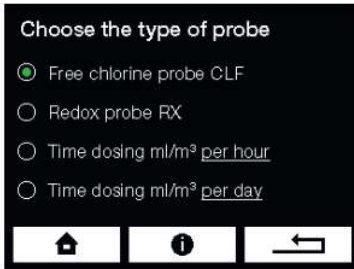 Choose the type of probe
Free chlorine probe CLF
Redox probe RX
Time dosing ml/m³ per hour
Time dosing ml/m³ per day